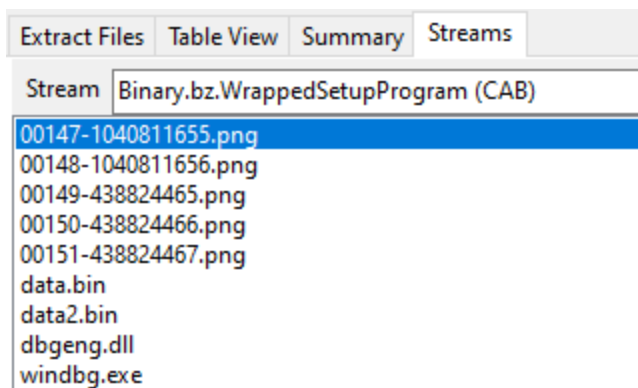 Extract Files Table View Summary Streams
Stream Binary.bz.WrappedSetupProgram (CAB)
00147-1040811655.png
00148-1040811656.png
00149-438824465.png
00150-438824466.png
00151-438824467.png
data.bin
data2.bin
dbgeng.dll
windbg.exe